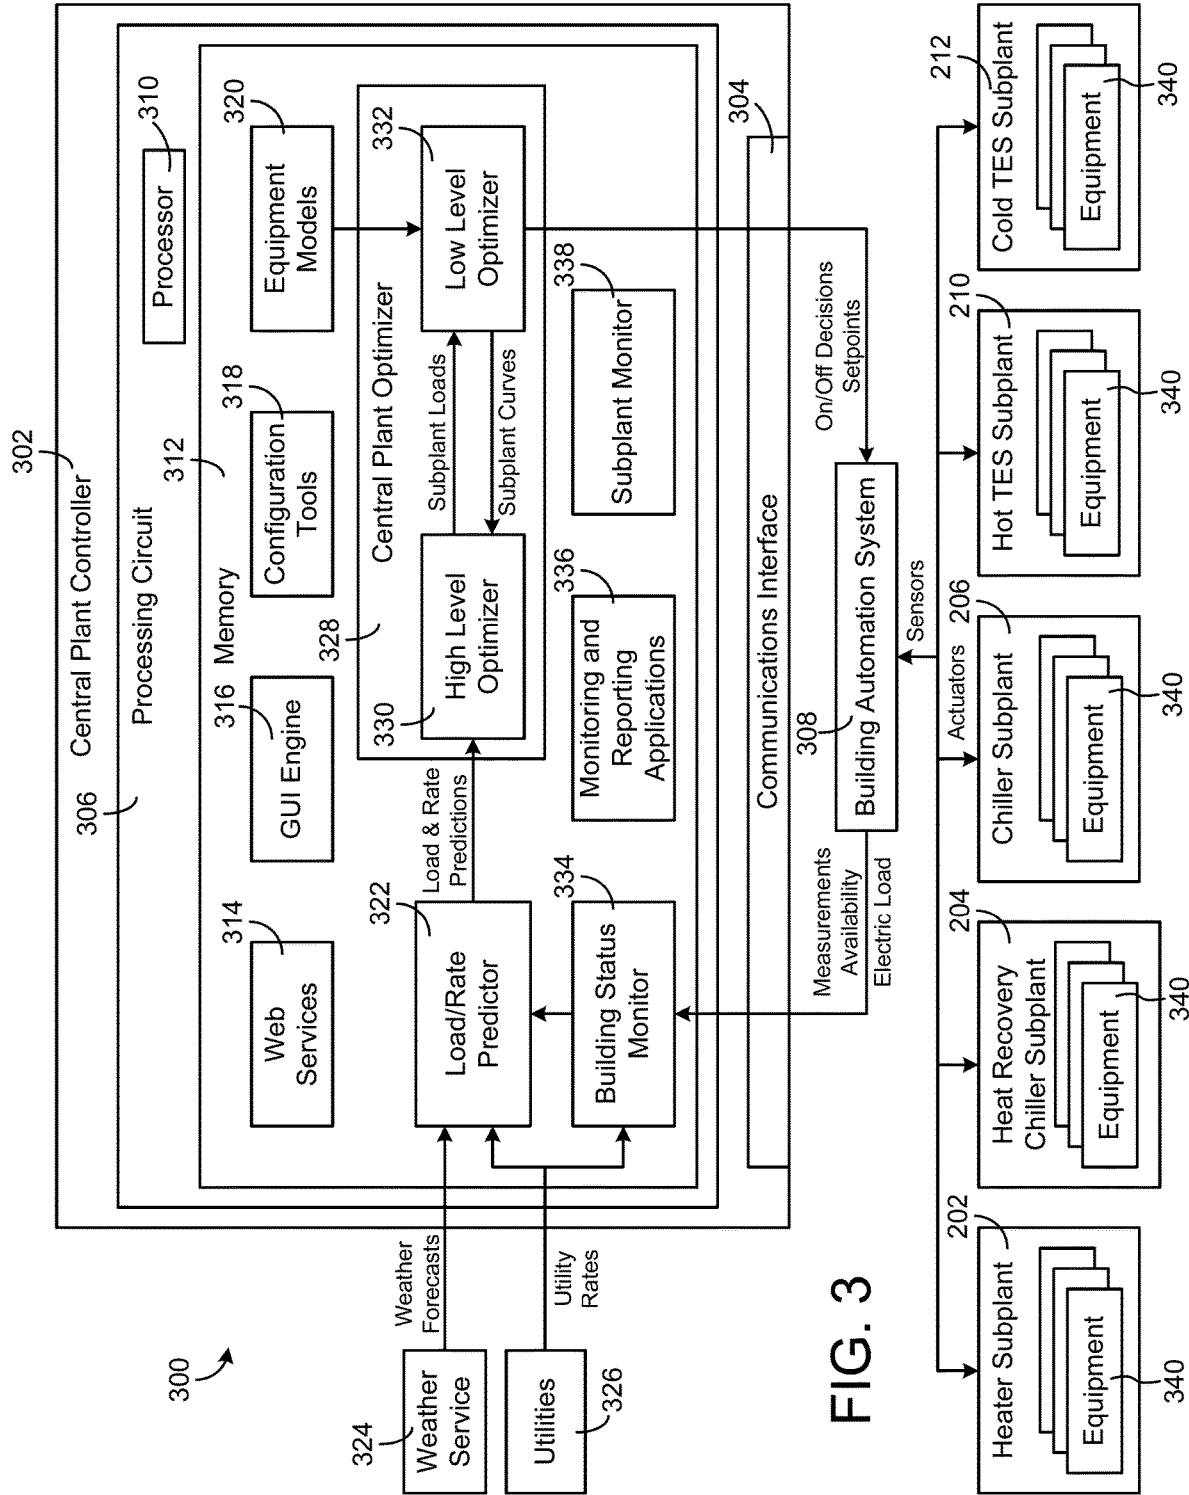 300
302
Central Plant Controller
306
Processing Circuit
310
Processor
312
Memory
314
Web
Services
316
GUI Engine
318
Configuration
Tools
320
Equipment
Models
324
Weather
Service
Weather
Forecasts
326
Utilities
Utility
Rates
322
Load/Rate
Predictor
Load & Rate
Predictions
328
Central Plant Optimizer
330
High Level
Optimizer
Subplant Loads
Subplant Curves
332
Low Level
Optimizer
334
Building Status
Monitor
336
Monitoring and
Reporting
Applications
338
Subplant Monitor
Communications Interface
304
Measurements
Availability
Electric Load
308
Building Automation System
On/Off Decisions
Setpoints
Actuators
Sensors
FIG. 3
202
Heater Subplant
Equipment
340
204
Heat Recovery
Chiller Subplant
Equipment
340
206
Chiller Subplant
Equipment
340
210
Hot TES Subplant
Equipment
340
212
Cold TES Subplant
Equipment
340